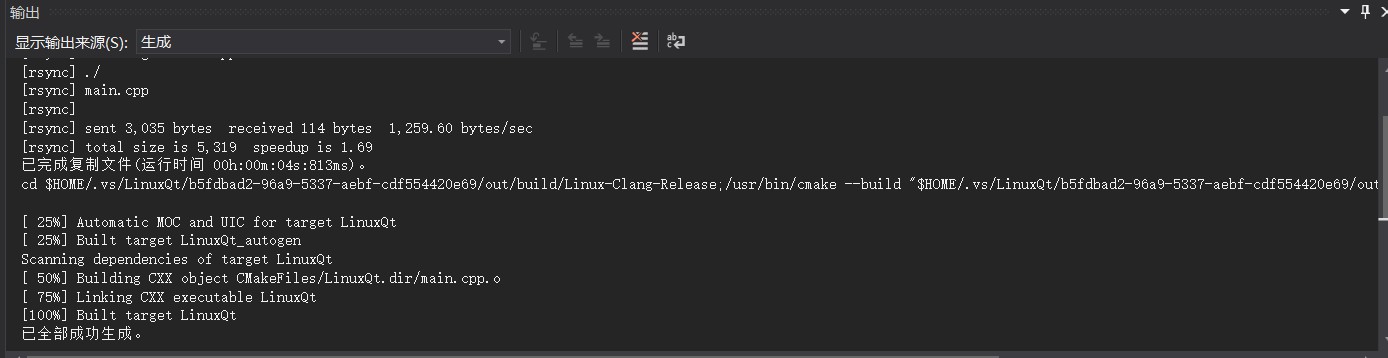 输出
显示输出来源(S): 生成
[rsync] ./
[rsync] main.cpp
[rsync]
[rsync] sent 3,035 bytes  received 114 bytes  1,259.60 bytes/sec
[rsync] total size is 5,319  speedup is 1.69
已完成复制文件(运行时间 00h:00m:04s:813ms)。
cd $HOME/.vs/LinuxQt/b5fdbad2-96a9-5337-aebf-cdf554420e69/out/build/Linux-Clang-Release;/usr/bin/cmake --build "$HOME/.vs/LinuxQt/b5fdbad2-96a9-5337-aebf-cdf554420e69/out
[ 25%] Automatic MOC and UIC for target LinuxQt
[ 25%] Built target LinuxQt_autogen
Scanning dependencies of target LinuxQt
[ 50%] Building CXX object CMakeFiles/LinuxQt.dir/main.cpp.o
[ 75%] Linking CXX executable LinuxQt
[100%] Built target LinuxQt
已全部成功生成。